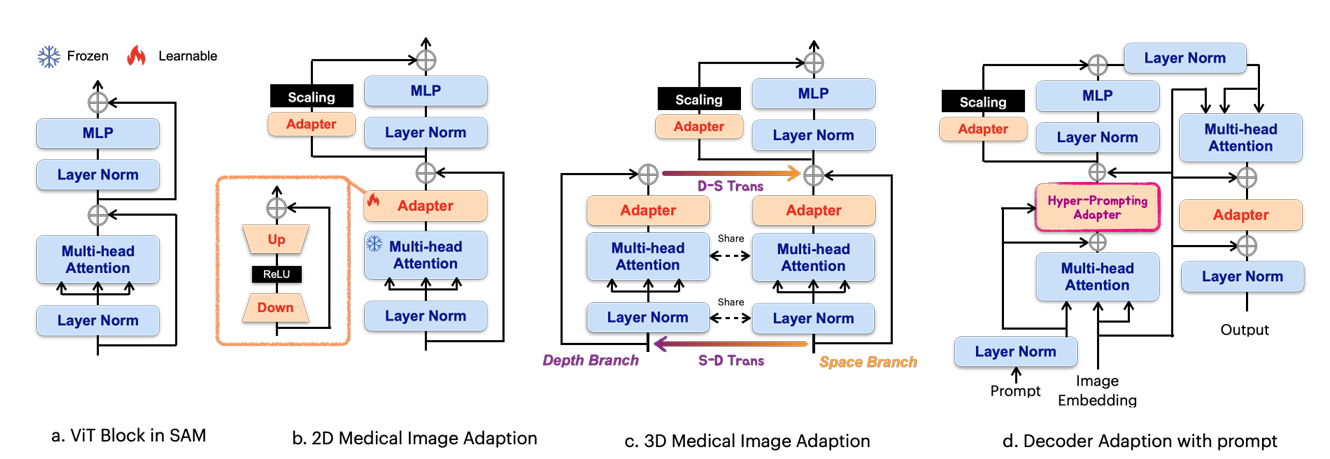 Frozen
Learnable
MLP
Layer Norm
Multi-head
Attention
Layer Norm
a. ViT Block in SAM
Scaling
Adapter
MLP
Layer Norm
Adapter
Multi-head
Attention
Layer Norm
Up
ReLU
Down
b. 2D Medical Image Adaption
Scaling
Adapter
MLP
Layer Norm
D-S Trans
Adapter
Adapter
Multi-head
Attention
Share
Multi-head
Attention
Layer Norm
Share
Layer Norm
Depth Branch
S-D Trans
Space Branch
c. 3D Medical Image Adaption
Layer Norm
Scaling
Adapter
MLP
Layer Norm
Multi-head
Attention
Hyper-Prompting
Adapter
Adapter
Multi-head
Attention
Layer Norm
Layer Norm
Output
Prompt
Image
Embedding
d. Decoder Adaption with prompt